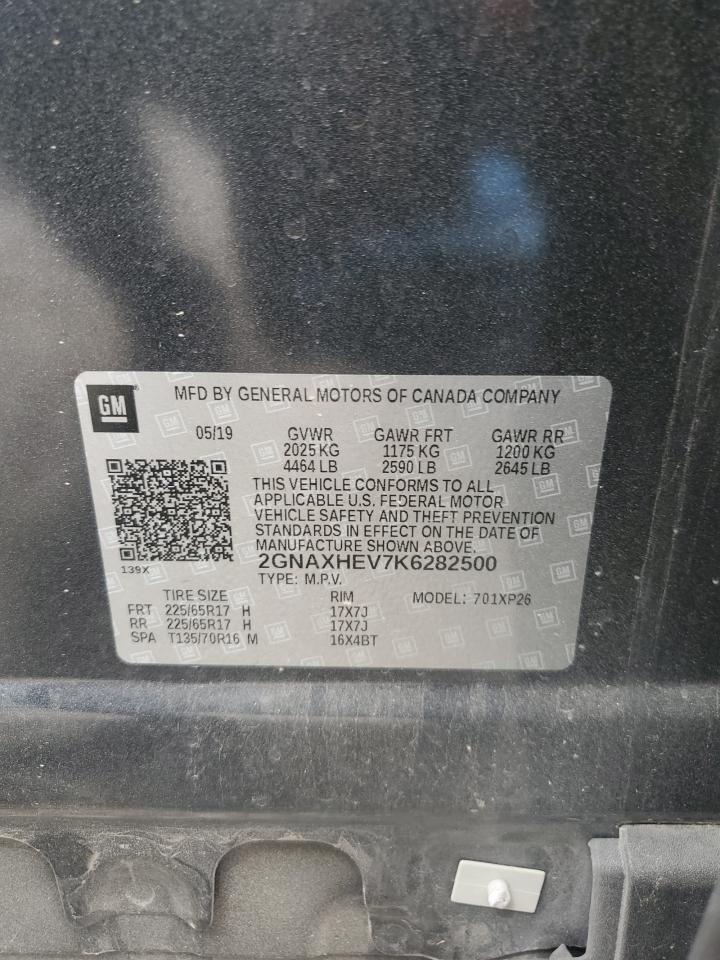 GM
MFD BY GENERAL MOTORS OF CANADA COMPANY
05/19 GVWR GAWR FRT GAWR RR
2025 KG 1175 KG 1200 KG
4464 LB 2590 LB 2645 LB
THIS VEHICLE CONFORMS TO ALL
APPLICABLE U.S. FEDERAL MOTOR
VEHICLE SAFETY AND THEFT PREVENTION
STANDARDS IN EFFECT ON THE DATE OF
MANUFACTURE SHOWN ABOVE.
139X
2GNAXHEV7K6282500
TYPE: M.P.V.
TIRE SIZE RIM MODEL: 701XP26
FRT 225/65R17 H 17X7J
RR 225/65R17 H 17X7J
SPA T135/70R16 M 16X4BT